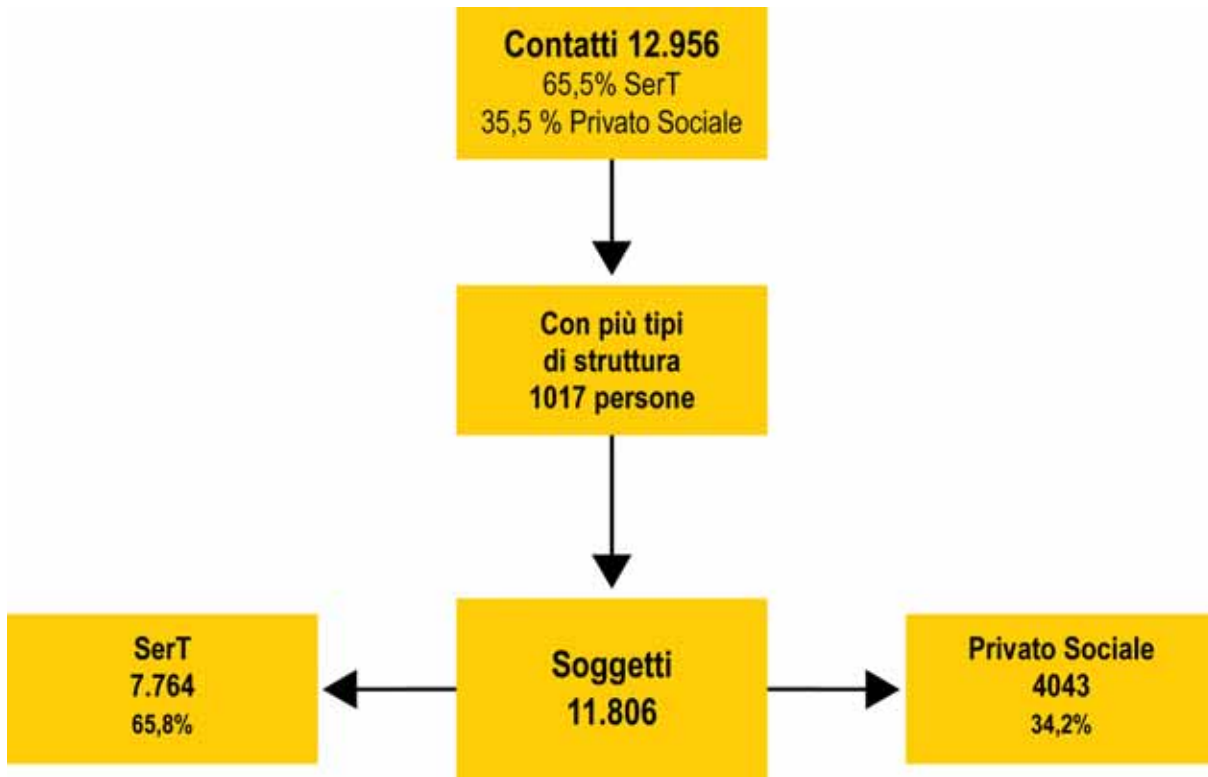 Contatti 12.956
65,5% SerT
35,5 % Privato Sociale
Con più tipi
di struttura
1017 persone
SerT
7.764
65,8%
Soggetti
11.806
Privato Sociale
4043
34,2%